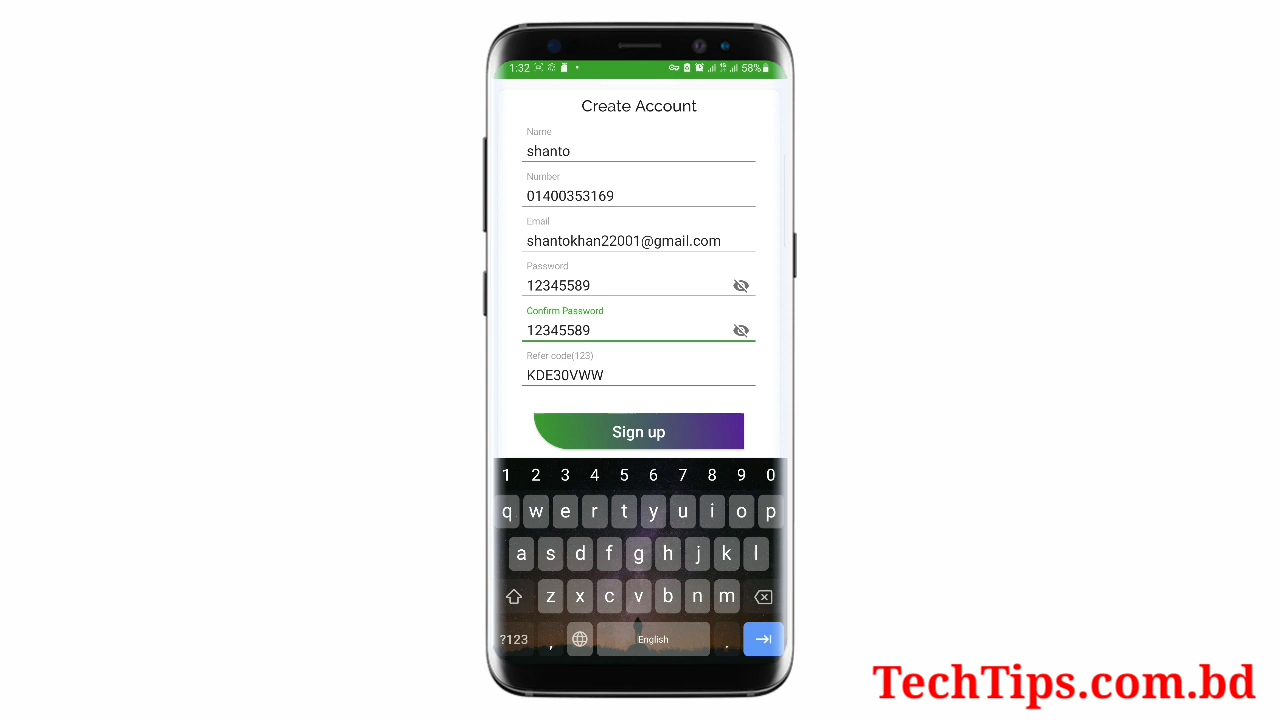 1:32 58%
Create Account
Name
shanto
Number
01400353169
Email
shantokhan22001@gmail.com
Password
12345589
Confirm Password
12345589
Refer code(123)
KDE30VWW
Sign up
1 2 3 4 5 6 7 8 9 0
q w e r t y u i o p
a s d f g h j k l
z x c v b n m
?123 , English .
TechTips.com.bd